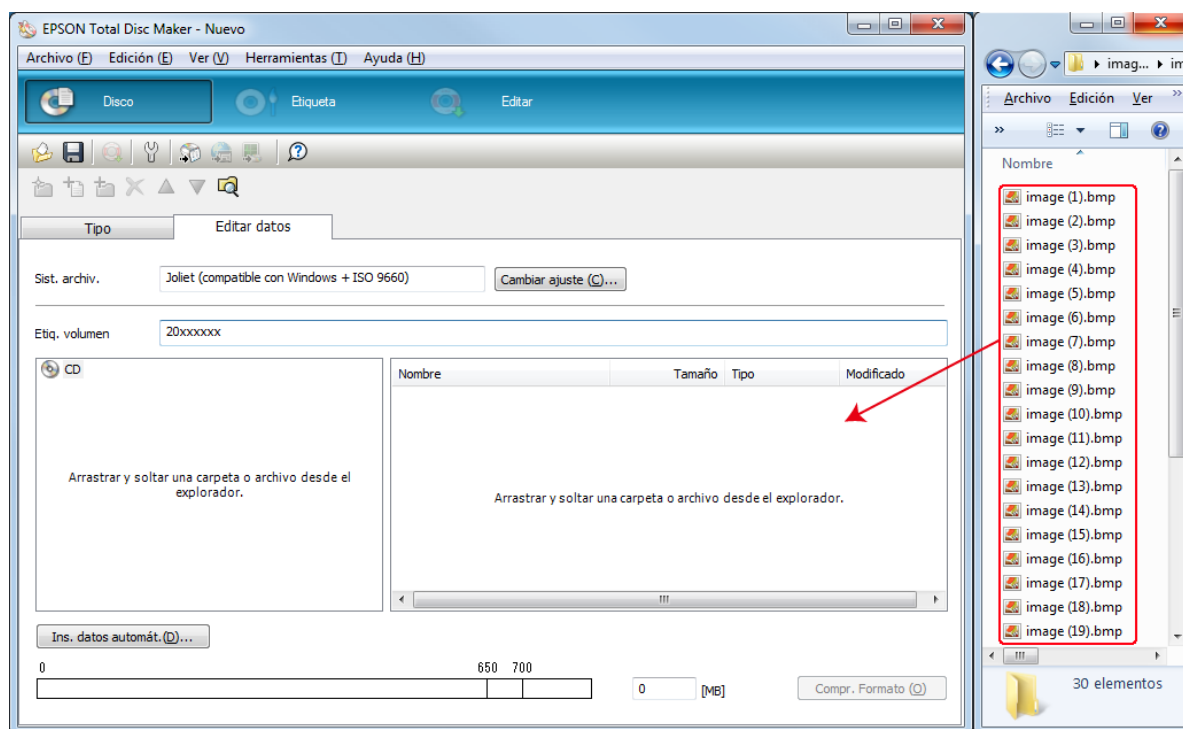 EPSON Total Disc Maker - Nuevo
Archivo (F) Edición (E) Ver (V) Herramientas (T) Ayuda (H)
Disco Etiqueta Editar
Tipo Editar datos
Sist. archiv. Joliet (compatible con Windows + ISO 9660) Cambiar ajuste (C)...
Etiq. volumen 20xxxxxx
CD
Arrastrar y soltar una carpeta o archivo desde el
explorador.
Nombre Tamaño Tipo Modificado
Arrastrar y soltar una carpeta o archivo desde el explorador.
Ins. datos automát.(D)...
0 650 700
0 [MB] Compr. Formato (O)
imag... im
Archivo Edición Ver »
»
Nombre
image (1).bmp
image (2).bmp
image (3).bmp
image (4).bmp
image (5).bmp
image (6).bmp
image (7).bmp
image (8).bmp
image (9).bmp
image (10).bmp
image (11).bmp
image (12).bmp
image (13).bmp
image (14).bmp
image (15).bmp
image (16).bmp
image (17).bmp
image (18).bmp
image (19).bmp
30 elementos